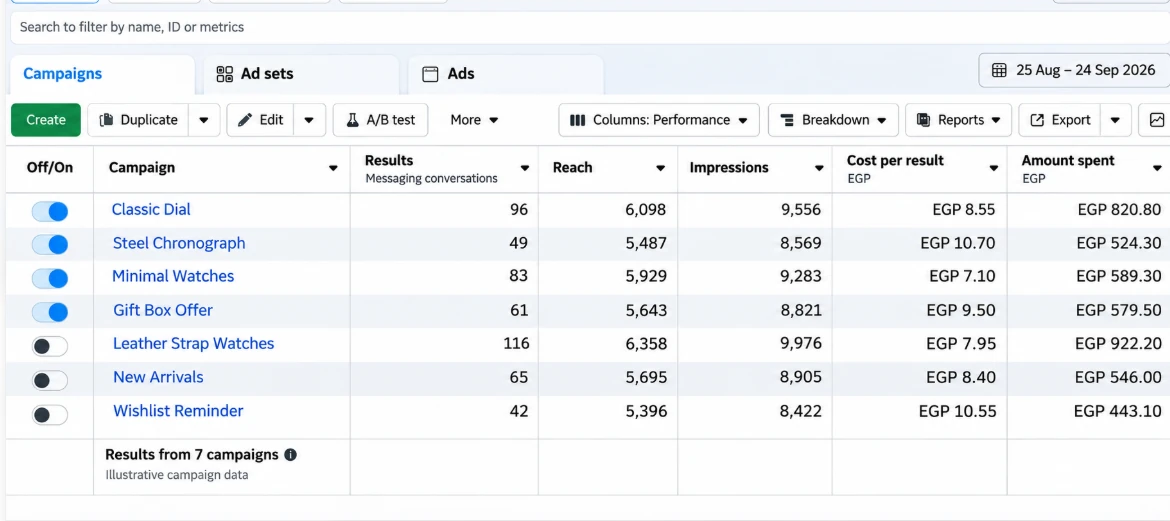 Search to filter by name, ID or metrics
Campaigns Ad sets Ads 25 Aug – 24 Sep 2026
Create Duplicate Edit A/B test More Columns: Performance Breakdown Reports Export
Off/On Campaign Results Reach Impressions Cost per result Amount spent
Messaging conversations EGP EGP
Classic Dial 96 6,098 9,556 EGP 8.55 EGP 820.80
Steel Chronograph 49 5,487 8,569 EGP 10.70 EGP 524.30
Minimal Watches 83 5,929 9,283 EGP 7.10 EGP 589.30
Gift Box Offer 61 5,643 8,821 EGP 9.50 EGP 579.50
Leather Strap Watches 116 6,358 9,976 EGP 7.95 EGP 922.20
New Arrivals 65 5,695 8,905 EGP 8.40 EGP 546.00
Wishlist Reminder 42 5,396 8,422 EGP 10.55 EGP 443.10
Results from 7 campaigns
Illustrative campaign data